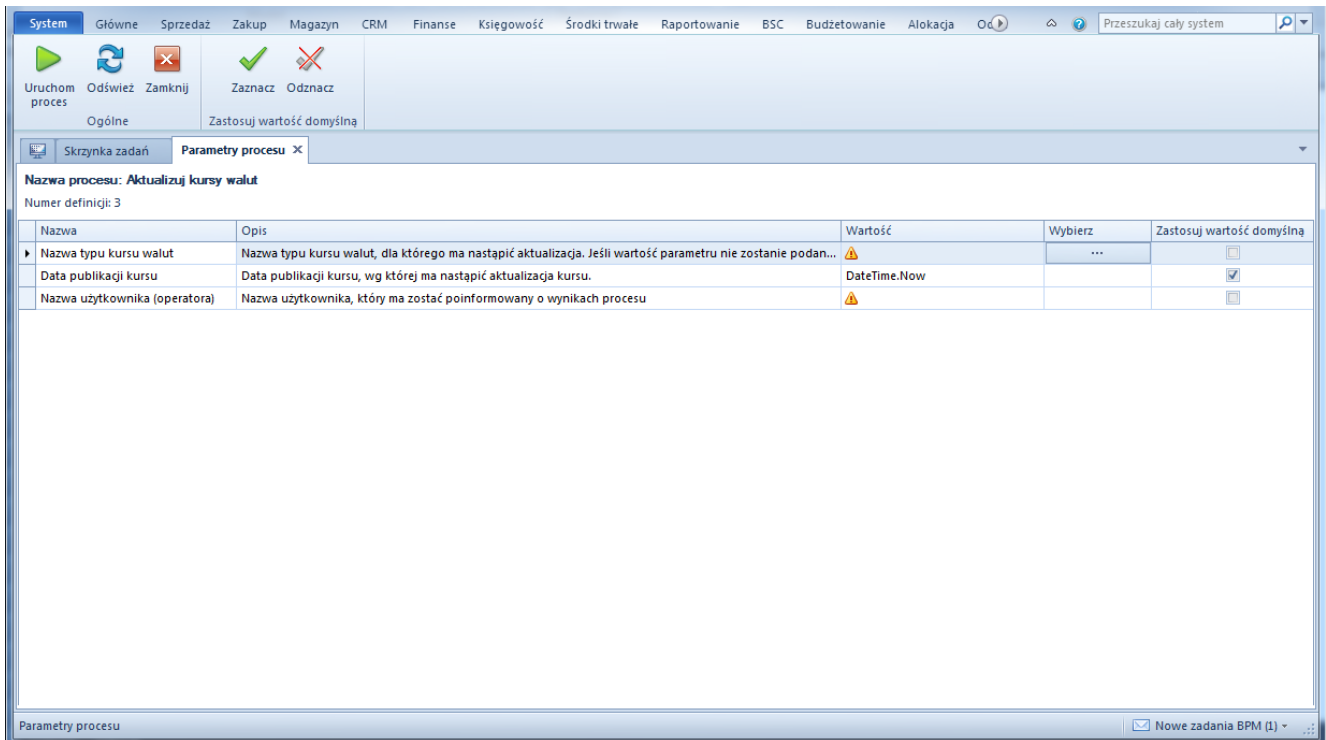 System Główne Sprzedaż Zakup Magazyn CRM Finanse Księgowość Środki trwałe Raportowanie BSC Budżetowanie Alokacja Przeszukaj cały system
Uruchom proces Odśwież Zamknij Zaznacz Odznacz
Ogólne Zastosuj wartość domyślną
Skrzynka zadań Parametry procesu
Nazwa procesu: Aktualizuj kursy walut
Numer definicji: 3
Nazwa Opis Wartość Wybierz Zastosuj wartość domyślną
Nazwa typu kursu walut Nazwa typu kursu walut, dla którego ma nastąpić aktualizacja. Jeśli wartość parametru nie zostanie podan... ...
Data publikacji kursu Data publikacji kursu, wg której ma nastąpić aktualizacja kursu. DateTime.Now
Nazwa użytkownika (operatora) Nazwa użytkownika, który ma zostać poinformowany o wynikach procesu
Parametry procesu Nowe zadania BPM (1)